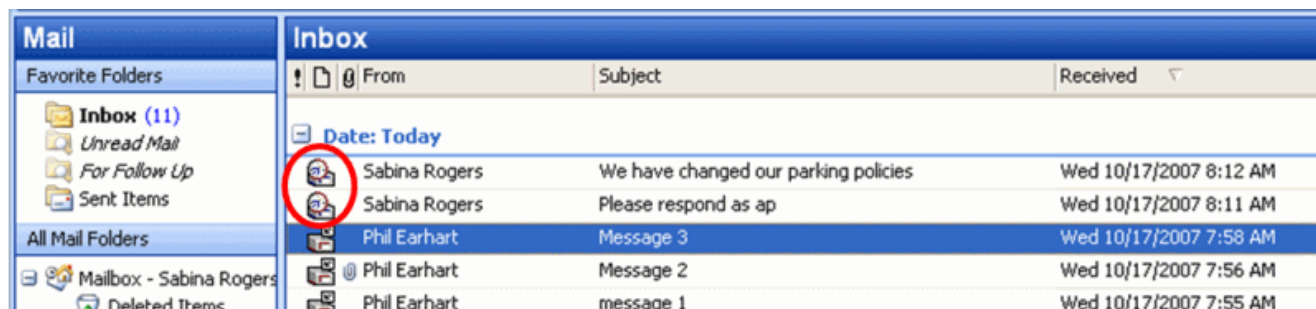 Mail
Inbox
Favorite Folders
! From Subject Received
Inbox (11)
Unread Mail
For Follow Up
Sent Items
Date: Today
Sabina Rogers We have changed our parking policies Wed 10/17/2007 8:12 AM
Sabina Rogers Please respond as ap Wed 10/17/2007 8:11 AM
All Mail Folders
Phil Earhart Message 3 Wed 10/17/2007 7:58 AM
Mailbox - Sabina Rogers
Phil Earhart Message 2 Wed 10/17/2007 7:56 AM
Deleted Items
Phil Earhart message 1 Wed 10/17/2007 7:55 AM